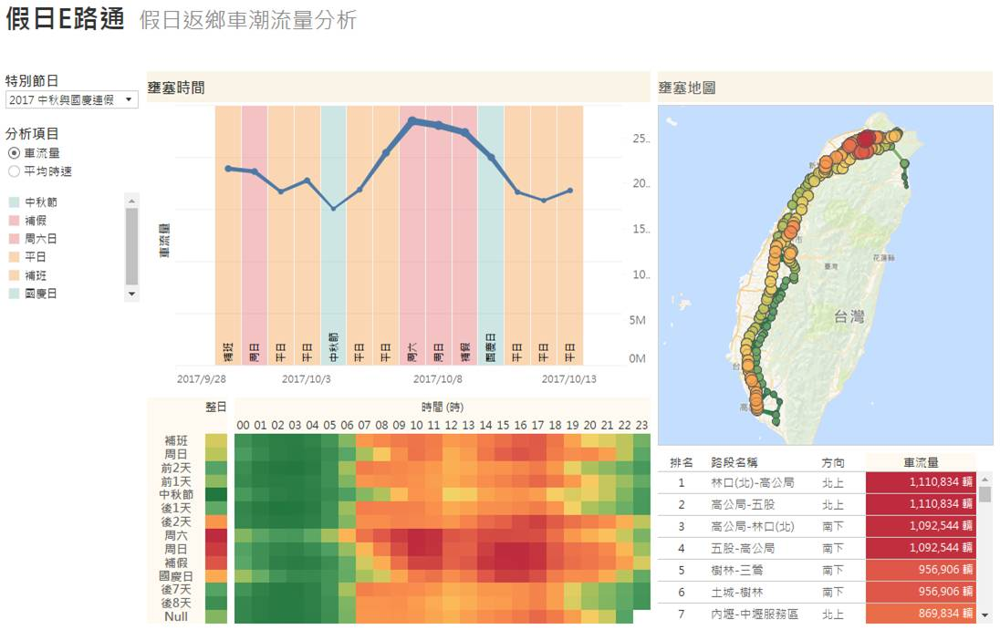 假日E路通 假日返鄉車潮流量分析
特別節日
2017 中秋與國慶連假
分析項目
車流量
平均時速
中秋節
補假
周六日
平日
補班
國慶日
壅塞時間
車流量
25..
20..
15..
10..
5M
0M
補班 周日 平日 平日 中秋節 平日 平日 周六 周日 補假 國慶日 平日 平日 平日
2017/9/28 2017/10/3 2017/10/8 2017/10/13
整日 時間 (時)
00 01 02 03 04 05 06 07 08 09 10 11 12 13 14 15 16 17 18 19 20 21 22 23
補班
周日
前2天
前1天
中秋節
後1天
後2天
周六
周日
補假
國慶日
後7天
後8天
Null
壅塞地圖
新
市
臺灣
花蓮縣
台灣
台
高
排名 路段名稱 方向 車流量
1 林口(北)-高公局 北上 1,110,834 輛
2 高公局-五股 北上 1,110,834 輛
3 高公局-林口(北) 南下 1,092,544 輛
4 五股-高公局 南下 1,092,544 輛
5 樹林-三鶯 南下 956,906 輛
6 土城-樹林 南下 956,906 輛
7 內壢-中壢服務區 北上 869,834 輛